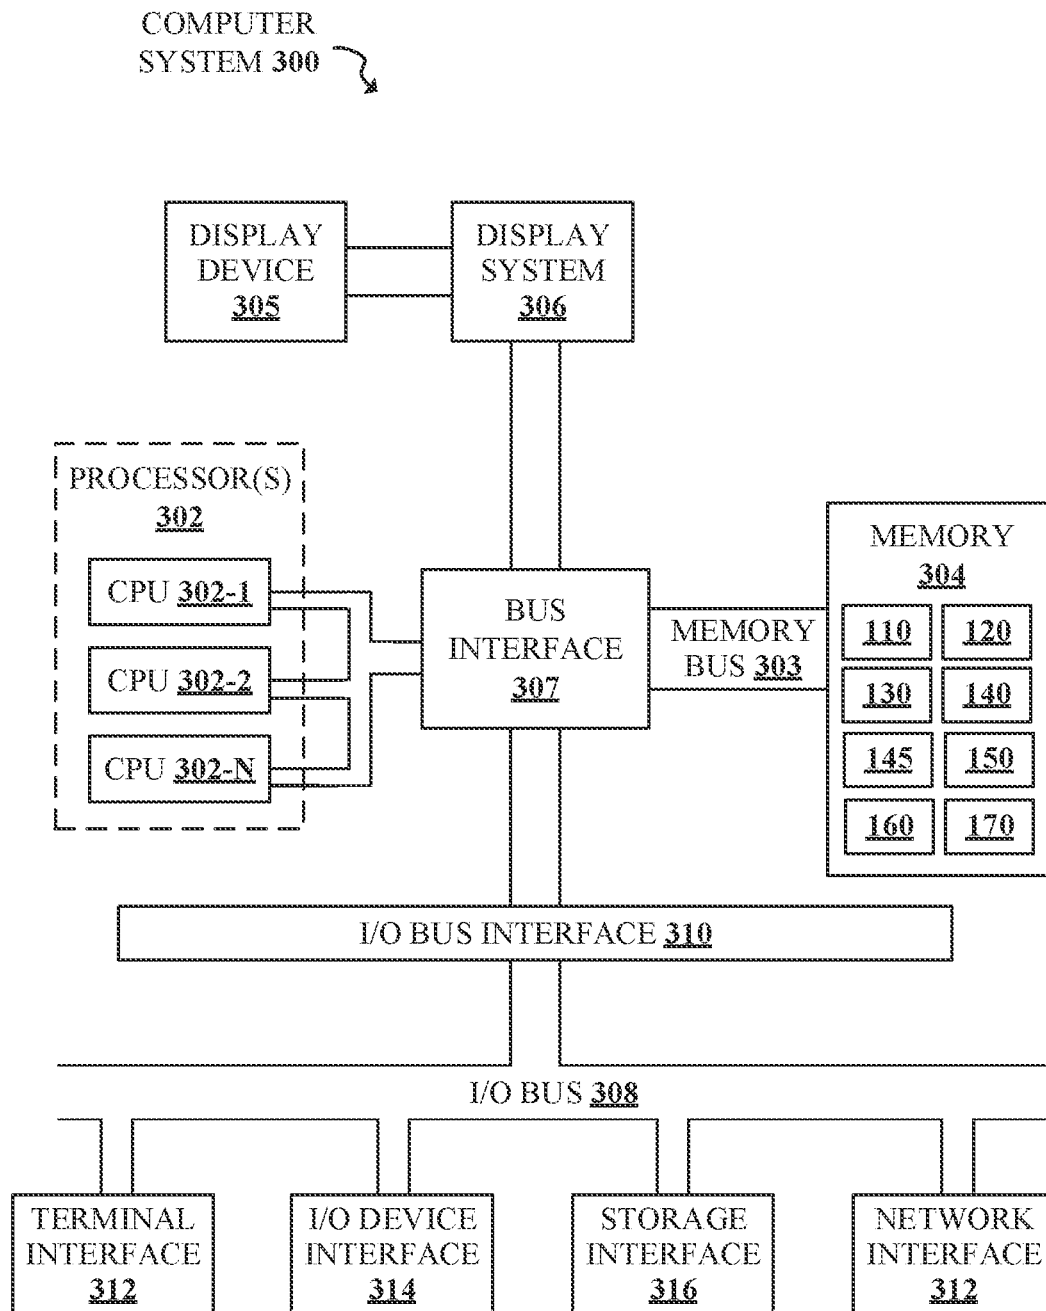 COMPUTER
SYSTEM 300
DISPLAY
DEVICE
305
DISPLAY
SYSTEM
306
PROCESSOR(S)
302
CPU 302-1
CPU 302-2
CPU 302-N
BUS
INTERFACE
307
MEMORY
BUS 303
MEMORY
304
110
120
130
140
145
150
160
170
I/O BUS INTERFACE 310
I/O BUS 308
TERMINAL
INTERFACE
312
I/O DEVICE
INTERFACE
314
STORAGE
INTERFACE
316
NETWORK
INTERFACE
312